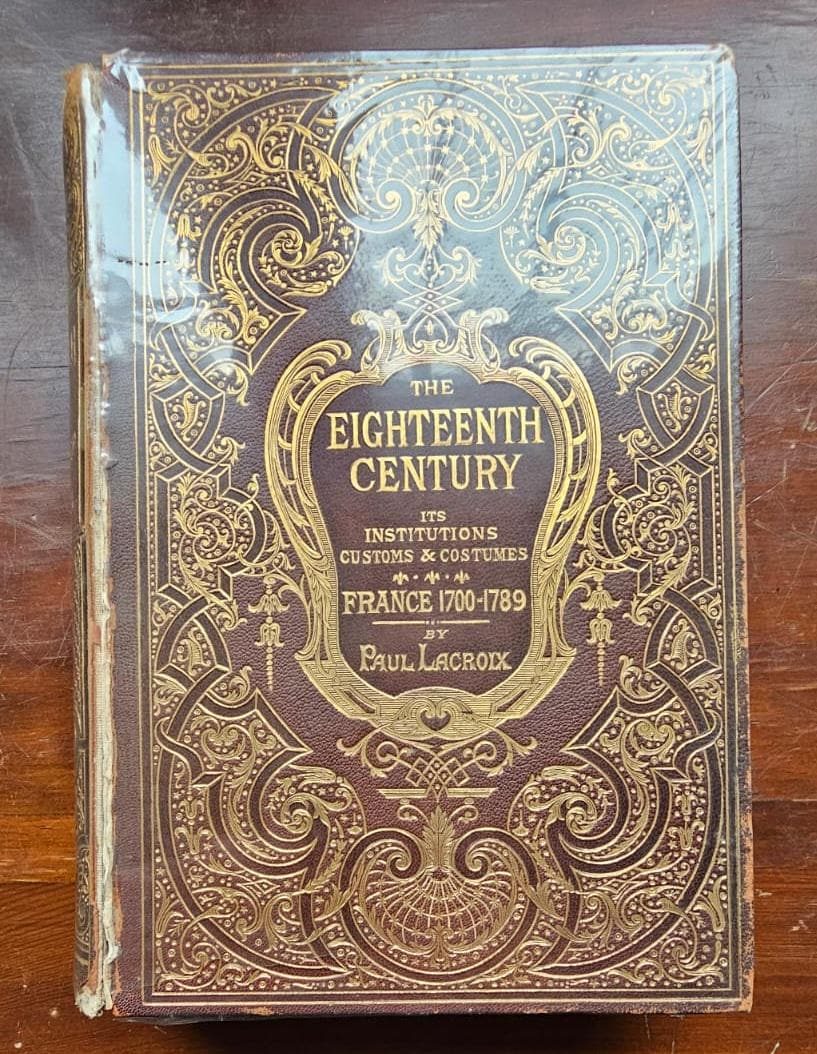 THE
EIGHTEENTH
CENTURY
ITS
INSTITUTIONS
CUSTOMS & COSTUMES
FRANCE 1700-1789
BY
PAUL LACROIX